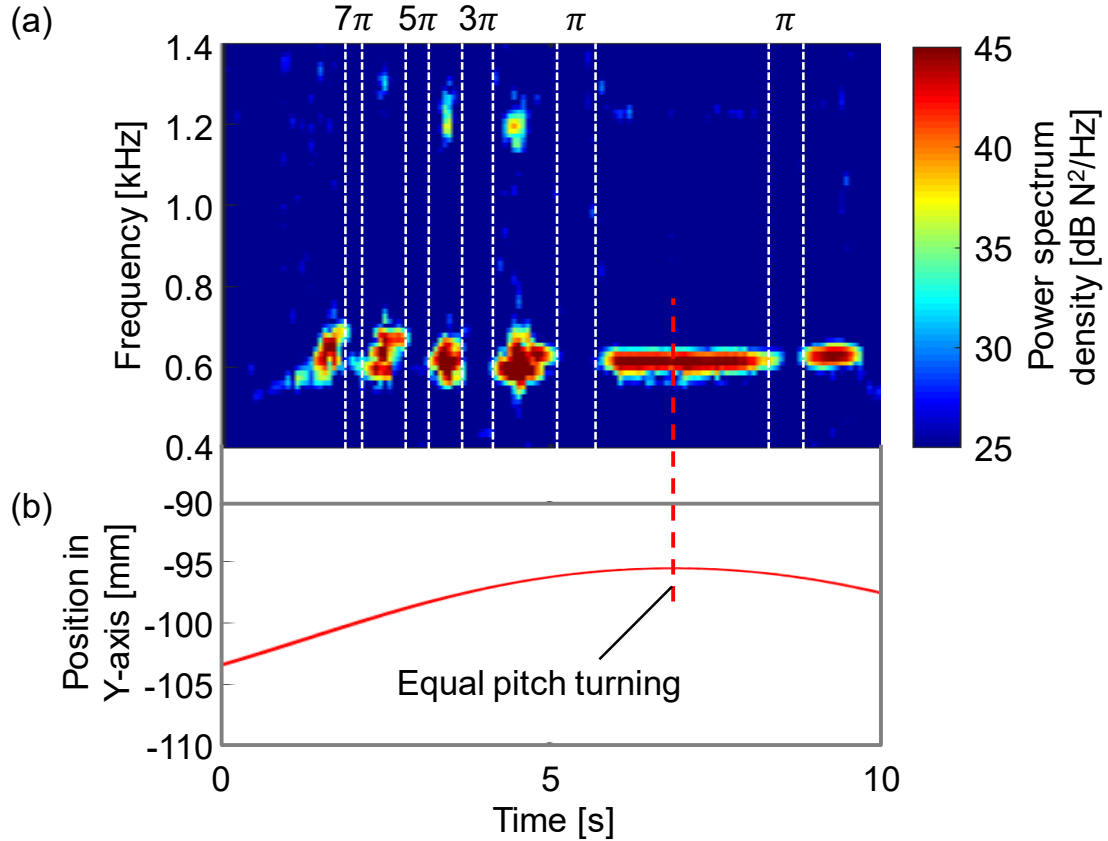 (a)
7π 5π 3π π π
1.4
1.2
1.0
0.8
0.6
0.4
Frequency [kHz]
45
40
35
30
25
Power spectrum
density [dB N²/Hz]
(b)
-90
-95
-100
-105
-110
Position in
Y-axis [mm]
Equal pitch turning
0 5 10
Time [s]